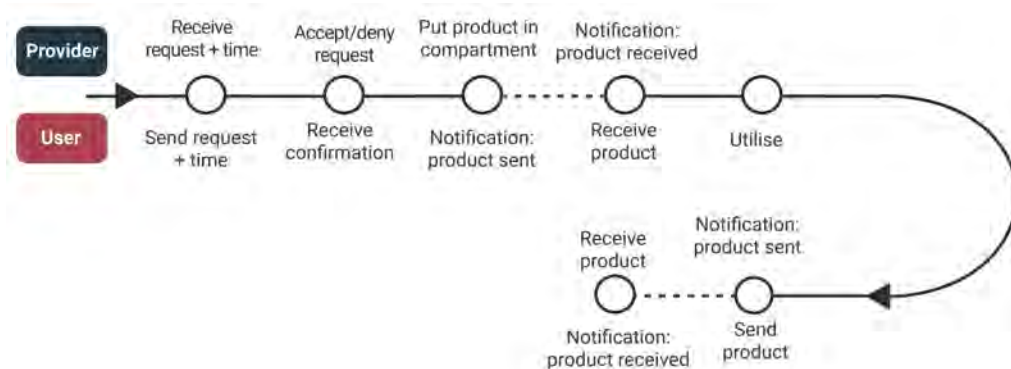 Provider
Receive
request + time
Accept/deny
request
Put product in
compartment
Notification:
product received
User
Send request
+ time
Receive
confirmation
Notification:
product sent
Receive
product
Utilise
Receive
product
Notification:
product sent
Notification:
product received
Send
product